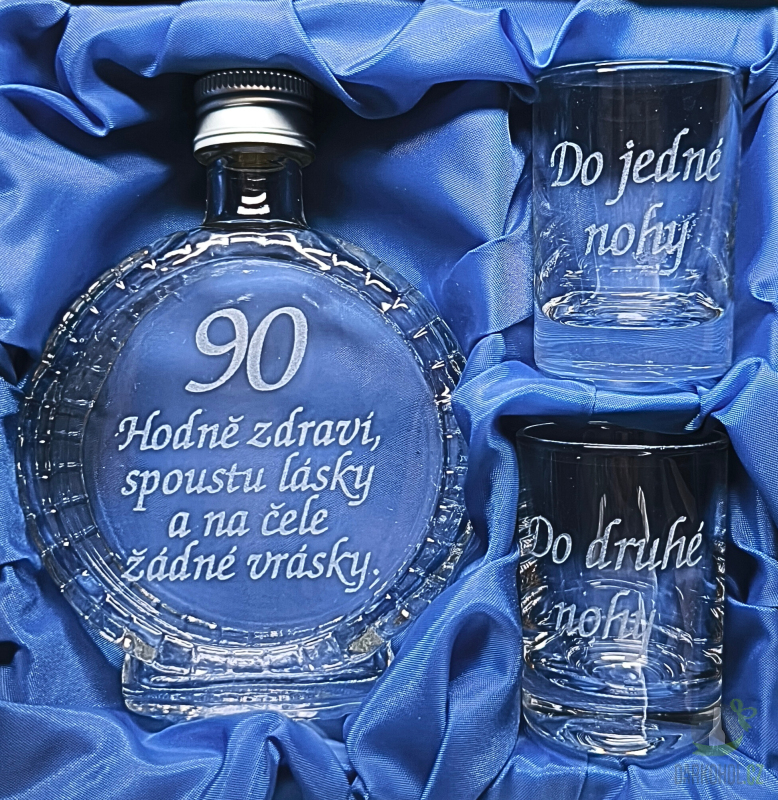 90
Hodně zdraví,
spoustu lásky
a na čele
žádné vrásky.
Do jedné
nohy
Do druhé
nohy